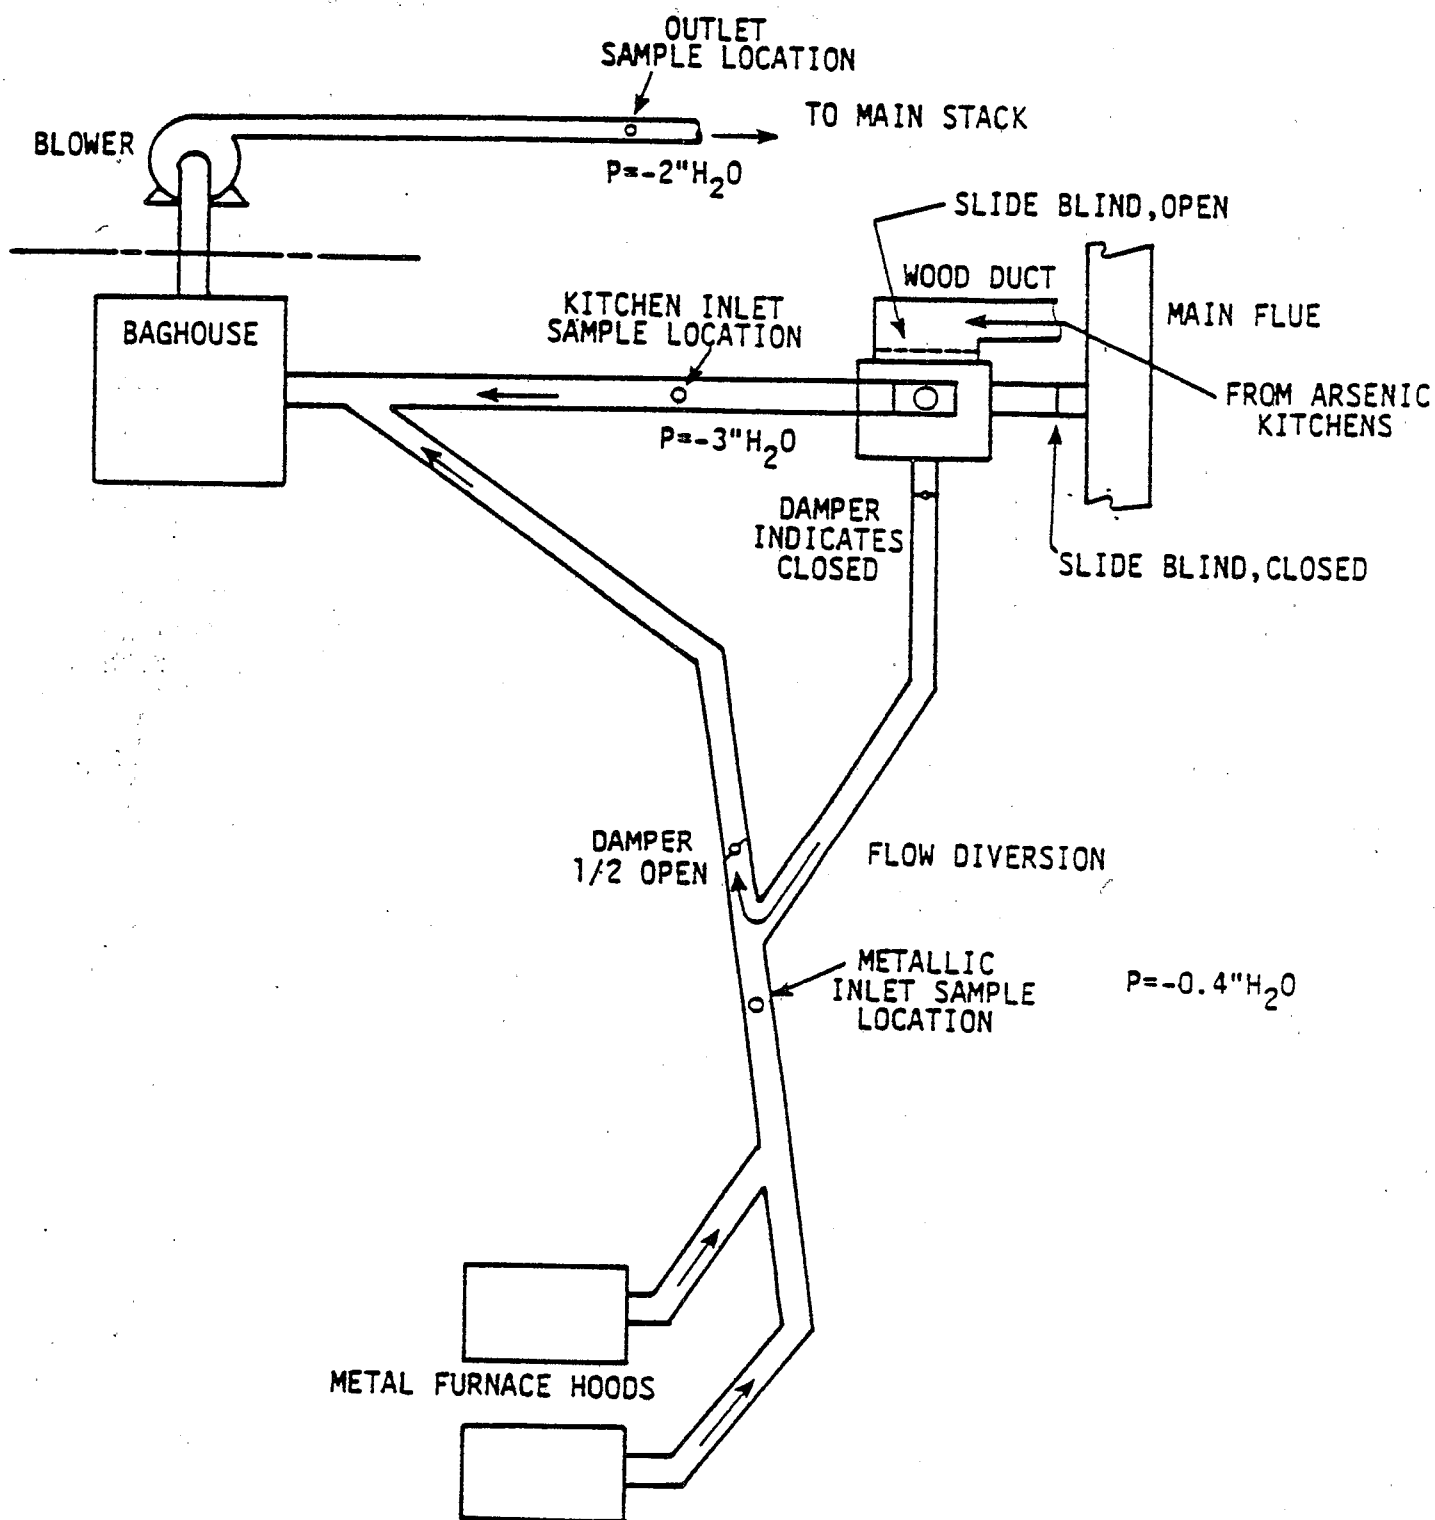 OUTLET
SAMPLE LOCATION
TO MAIN STACK
BLOWER
P=-2"H₂O
SLIDE BLIND,OPEN
WOOD DUCT
KITCHEN INLET
SAMPLE LOCATION
MAIN FLUE
BAGHOUSE
FROM ARSENIC
KITCHENS
P=-3"H₂O
DAMPER
INDICATES
CLOSED
SLIDE BLIND,CLOSED
DAMPER
1/2 OPEN
FLOW DIVERSION
METALLIC
INLET SAMPLE
LOCATION
P=-0.4"H₂O
METAL FURNACE HOODS